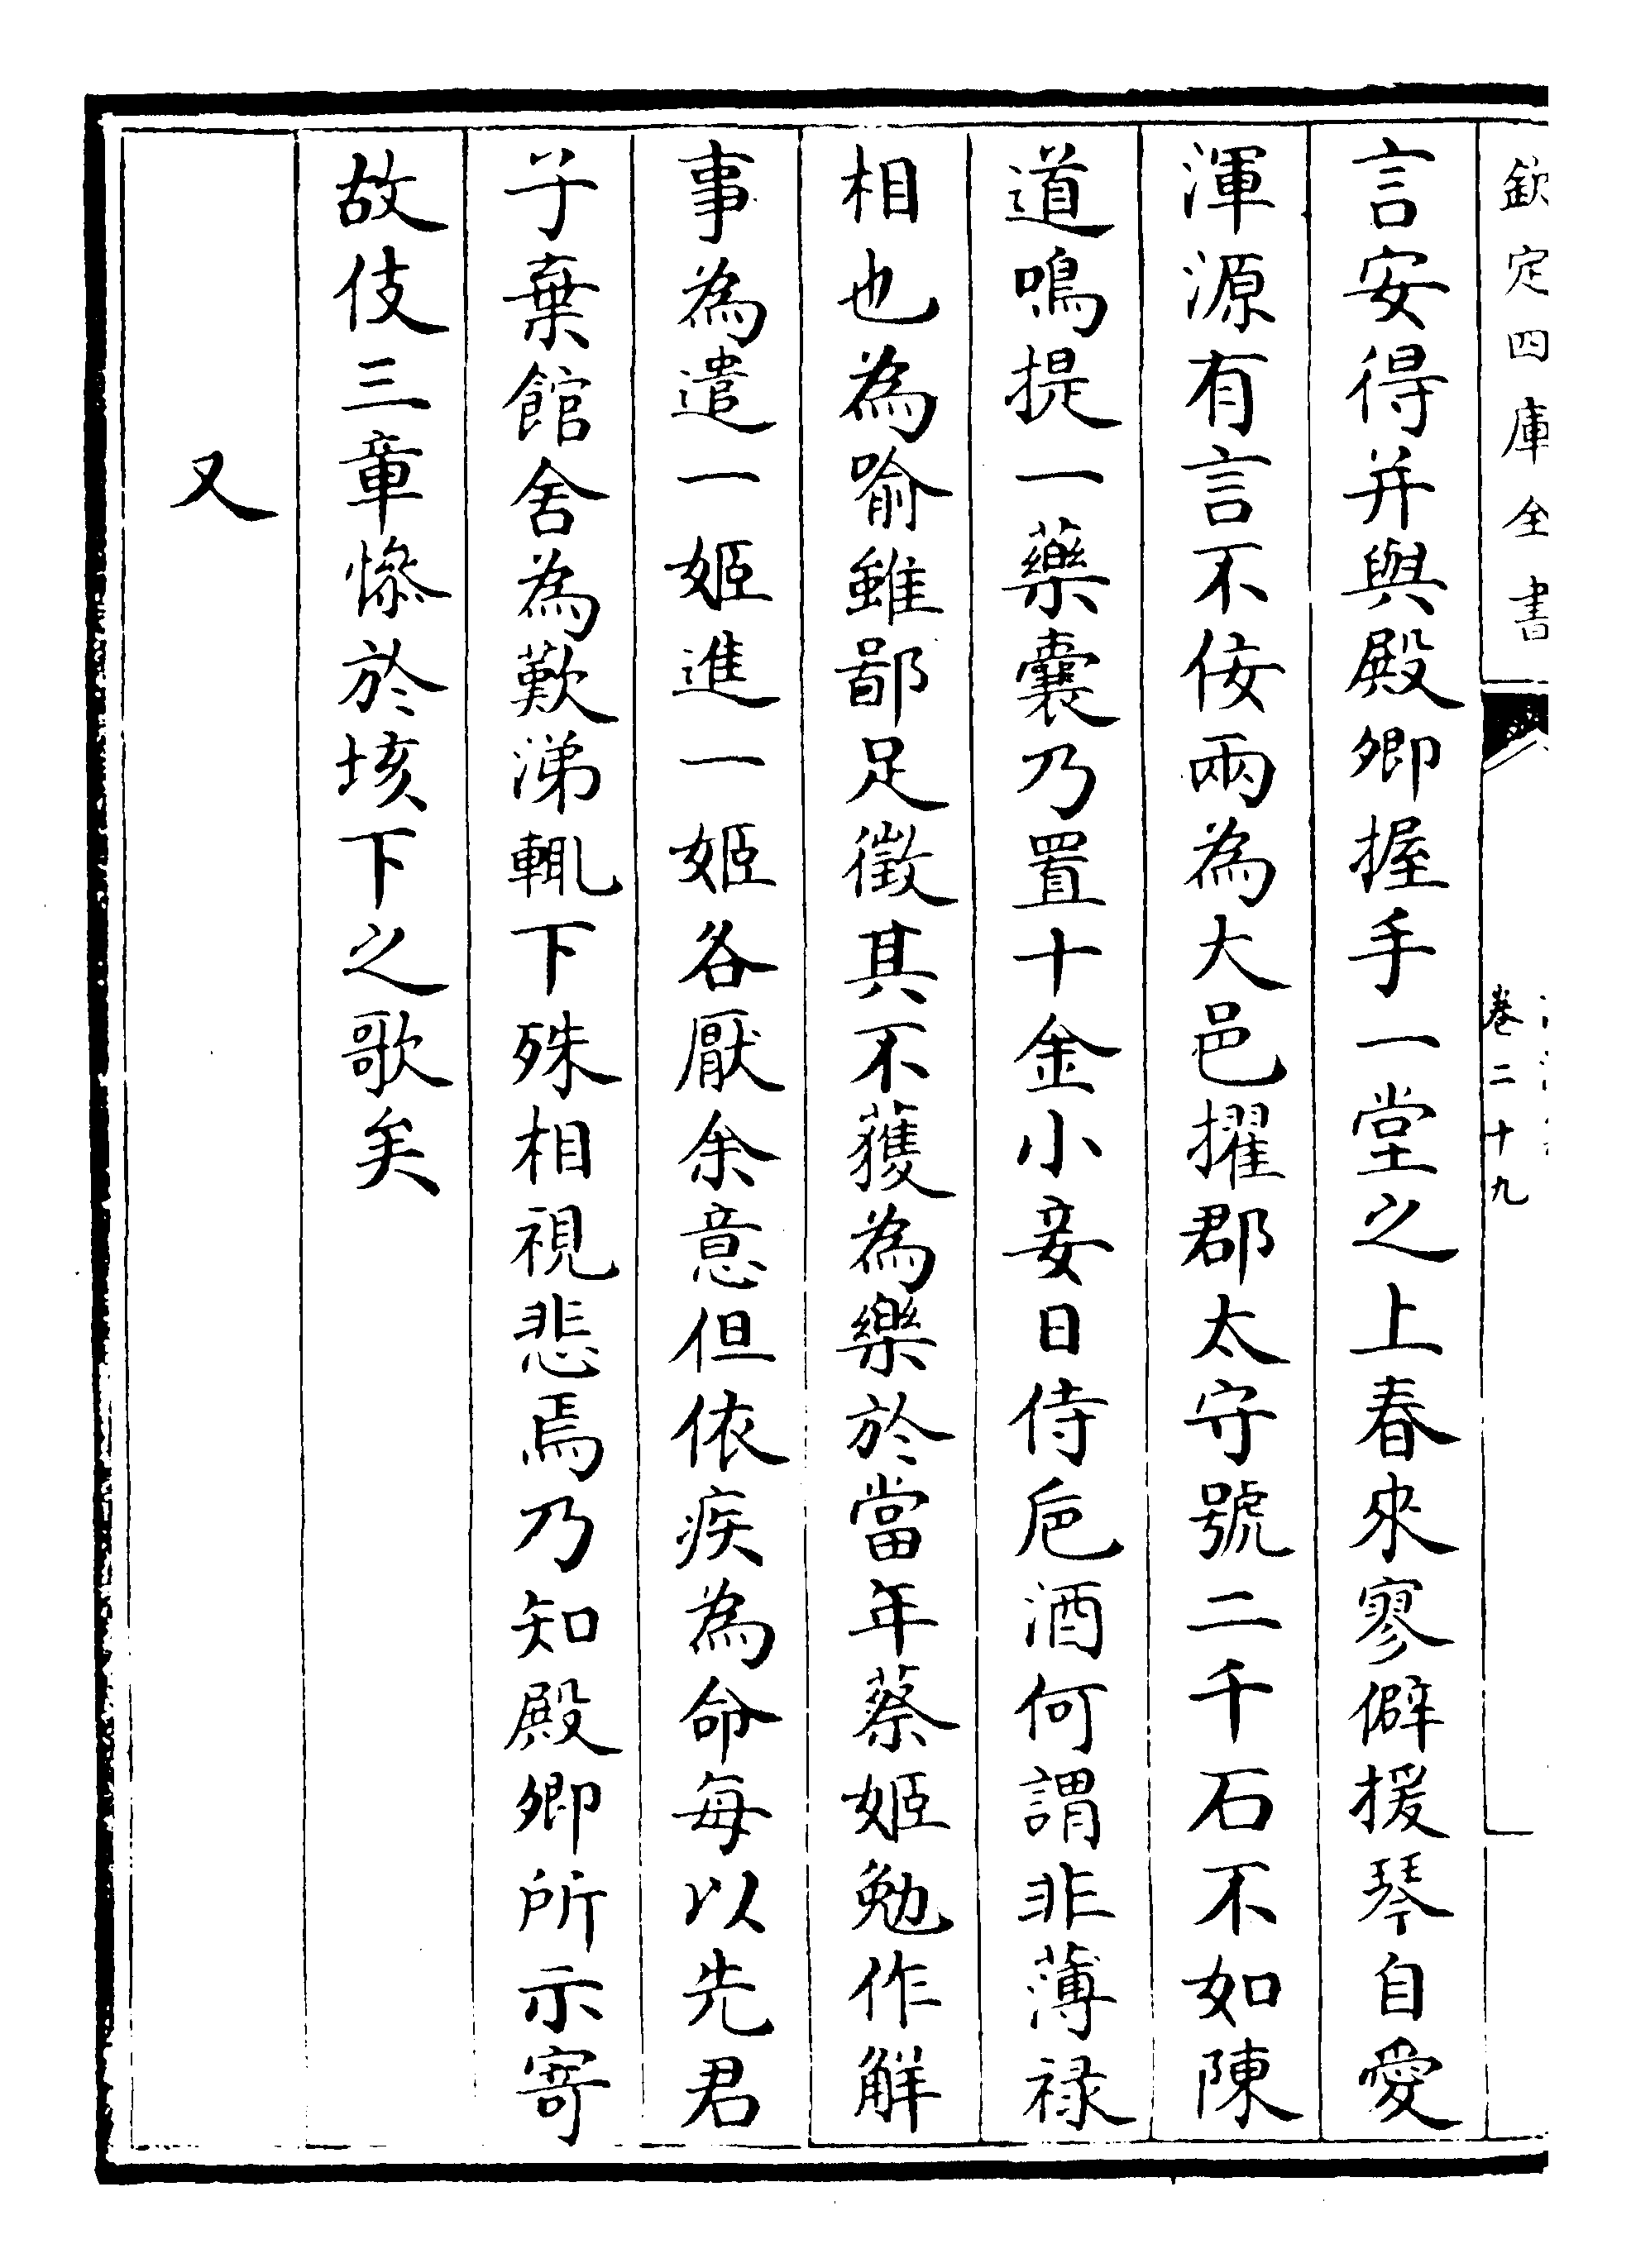 欽定四庫全書
卷二十九
言安得并與殿卿握手一堂之上春來寥僻援琴自愛
渾源有言不佞兩為大邑擢郡太守號二千石不如陳
道鳴提一藥囊乃置十金小妾日侍巵酒何謂非薄祿
相也為喻雖鄙足徵其不獲為樂於當年蔡姬勉作解
事為遣一姬進一姬各厭余意但依疾為命每以先君
子棄館舍為歎涕輒下殊相視悲焉乃知殿卿所示寄
故伎三章慘於垓下之歌矣
又